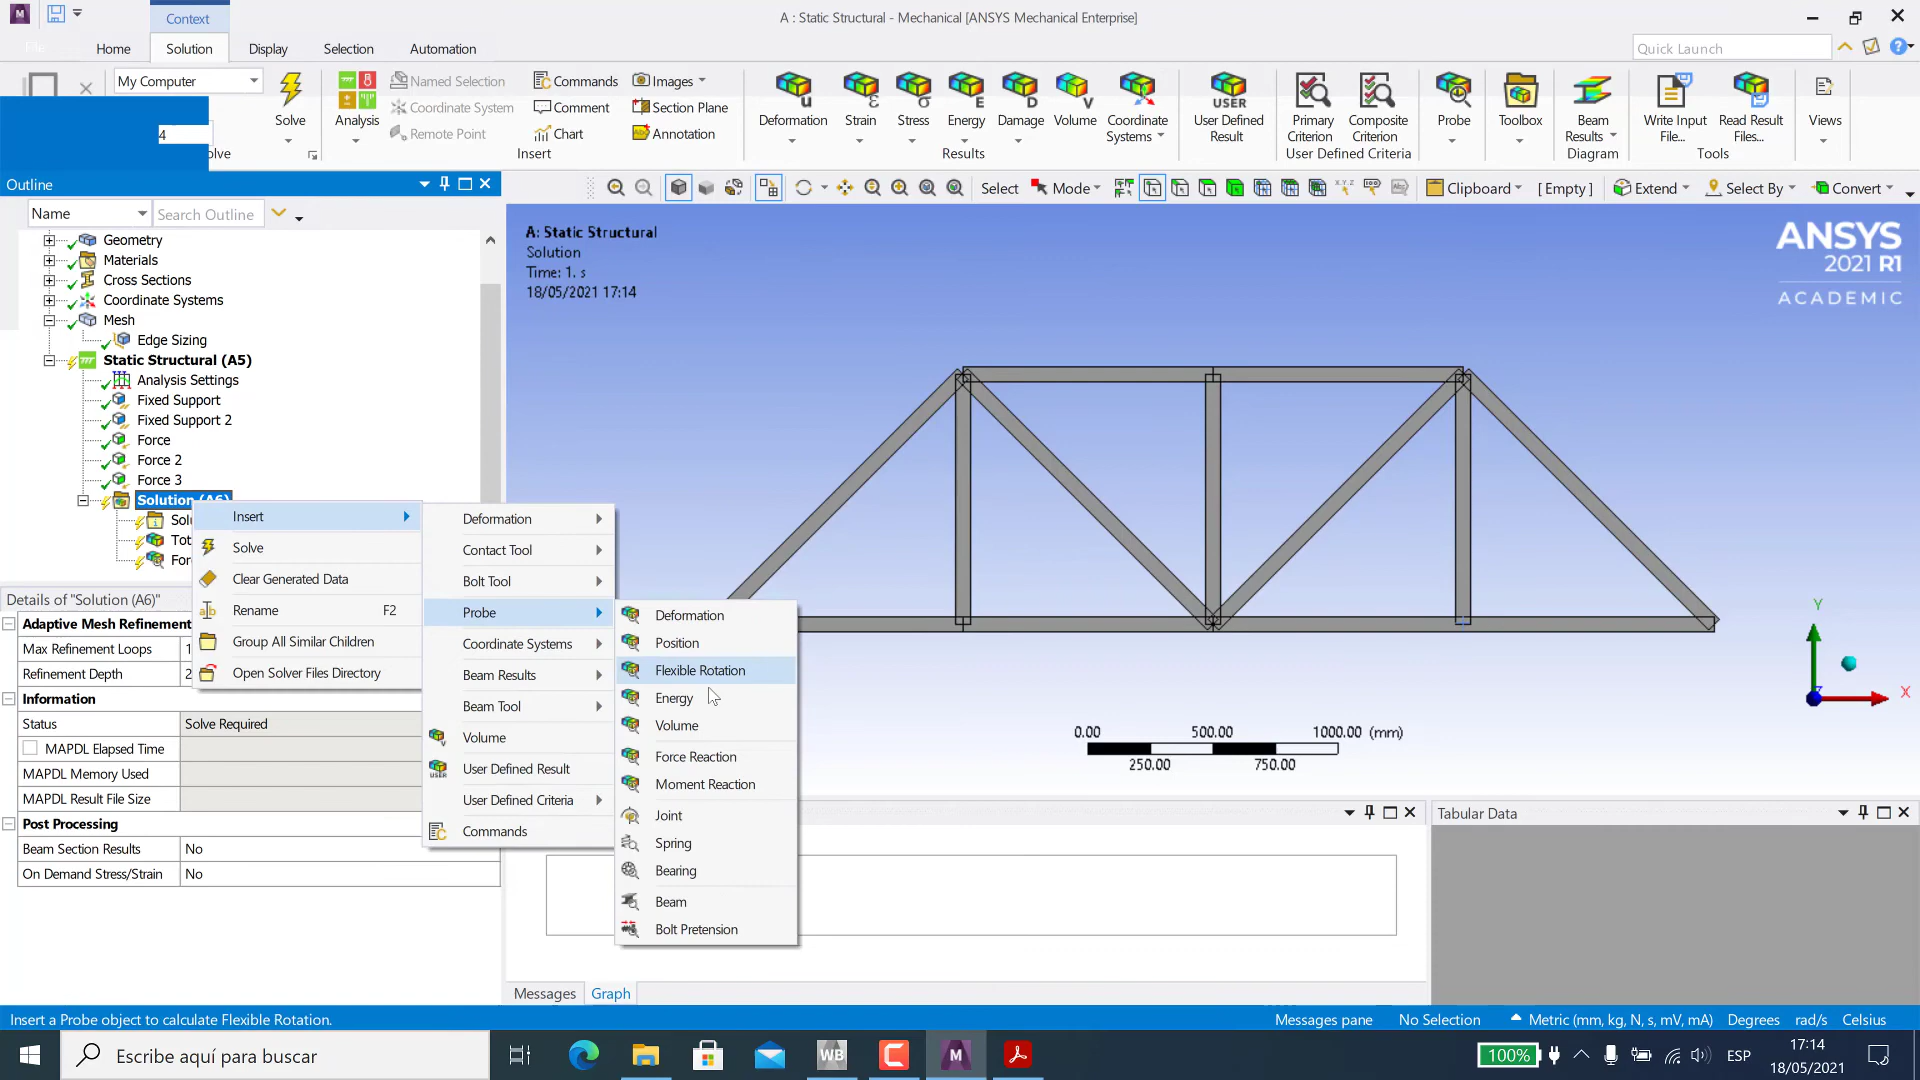 Context
A : Static Structural - Mechanical [ANSYS Mechanical Enterprise]
Home
Solution
Display
Selection
Automation
Quick Launch
My Computer
4
Solve
Analysis
Named Selection
Coordinate System
Remote Point
Commands
Comment
Chart
Images
Section Plane
Annotation
Insert
Deformation
Strain
Stress
Energy
Damage
Volume
Coordinate
Systems
Results
USER
User Defined
Result
Primary
Criterion
Composite
Criterion
User Defined Criteria
Probe
Toolbox
Beam
Results
Diagram
Write Input
File...
Read Result
Files...
Tools
Views
Outline
Name
Search Outline
Select
Mode
Clipboard
[ Empty ]
Extend
Select By
Convert
Geometry
Materials
Cross Sections
Coordinate Systems
Mesh
Edge Sizing
Static Structural (A5)
Analysis Settings
Fixed Support
Fixed Support 2
Force
Force 2
Force 3
Solution (A6)
Sol
Tot
For
A: Static Structural
Solution
Time: 1. s
18/05/2021 17:14
ANSYS
2021 R1
ACADEMIC
Insert
Solve
Clear Generated Data
Rename F2
Group All Similar Children
Open Solver Files Directory
Deformation
Contact Tool
Bolt Tool
Probe
Coordinate Systems
Beam Results
Beam Tool
Volume
User Defined Result
User Defined Criteria
Commands
Deformation
Position
Flexible Rotation
Energy
Volume
Force Reaction
Moment Reaction
Joint
Spring
Bearing
Beam
Bolt Pretension
Details of "Solution (A6)"
Adaptive Mesh Refinement
Max Refinement Loops 1
Refinement Depth 2
Information
Status Solve Required
MAPDL Elapsed Time
MAPDL Memory Used
MAPDL Result File Size
Post Processing
Beam Section Results No
On Demand Stress/Strain No
0.00 500.00 1000.00 (mm)
250.00 750.00
Y
X
Tabular Data
Messages
Graph
Insert a Probe object to calculate Flexible Rotation.
Messages pane
No Selection
Metric (mm, kg, N, s, mV, mA)
Degrees
rad/s
Celsius
Escribe aquí para buscar
WB
M
100%
ESP
17:14
18/05/2021